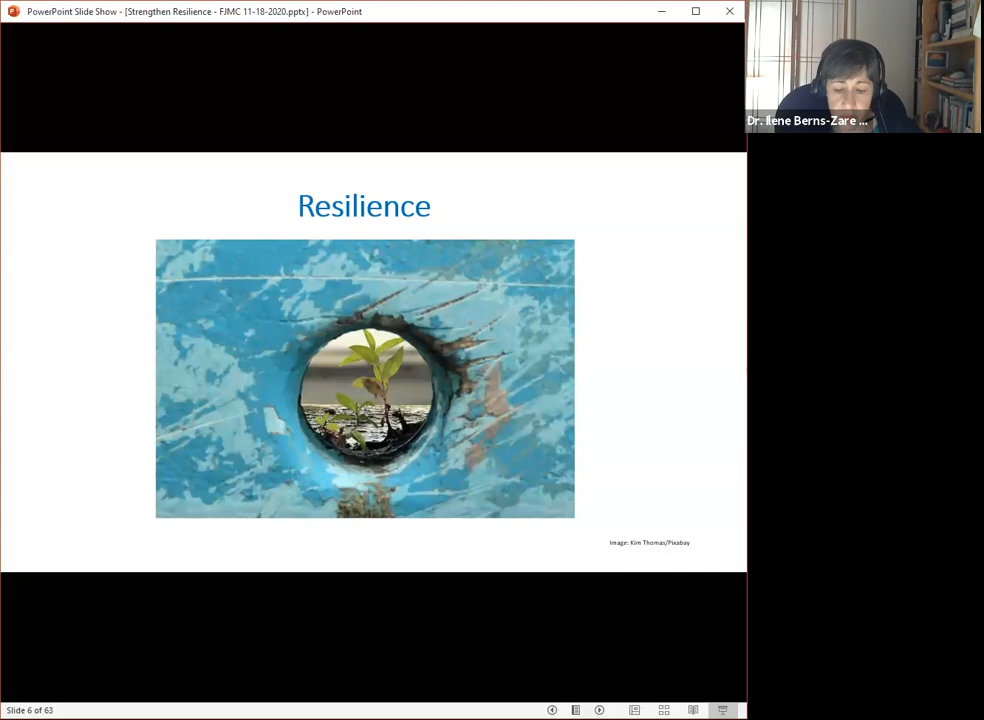 PowerPoint Slide Show - [Strengthen Resilience - FJMC 11-18-2020.pptx] - PowerPoint
Dr. Ilene Berns-Zare ...
Resilience
Image: Kim Thomas/Pixabay
Slide 6 of 63